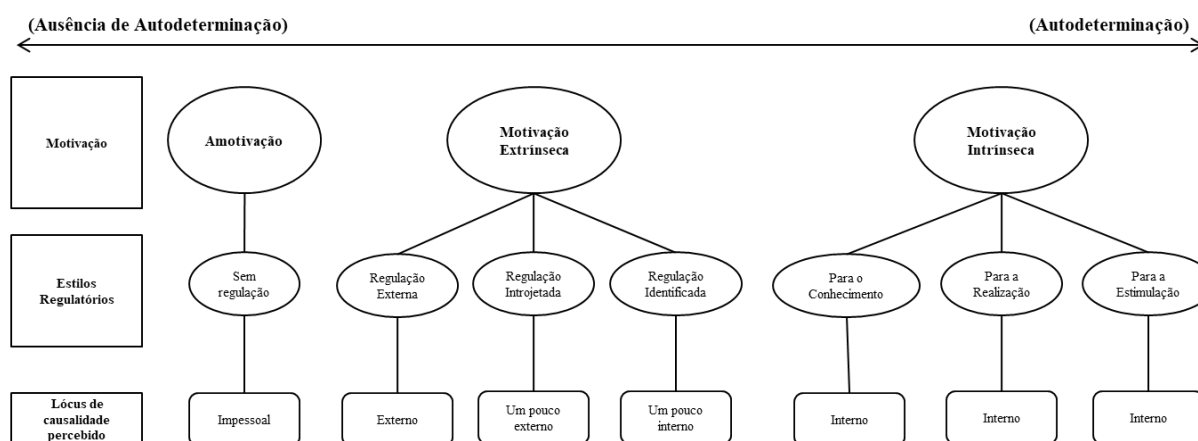 (Ausência de Autodeterminação)
(Autodeterminação)
Motivação
Amotivação
Motivação
Extrínseca
Motivação
Intrínseca
Estilos
Regulatórios
Sem
regulação
Regulação
Externa
Regulação
Introjetada
Regulação
Identificada
Para o
Conhecimento
Para a
Realização
Para a
Estimulação
Lócus de
causalidade
percebido
Impessoal
Externo
Um pouco
externo
Um pouco
interno
Interno
Interno
Interno